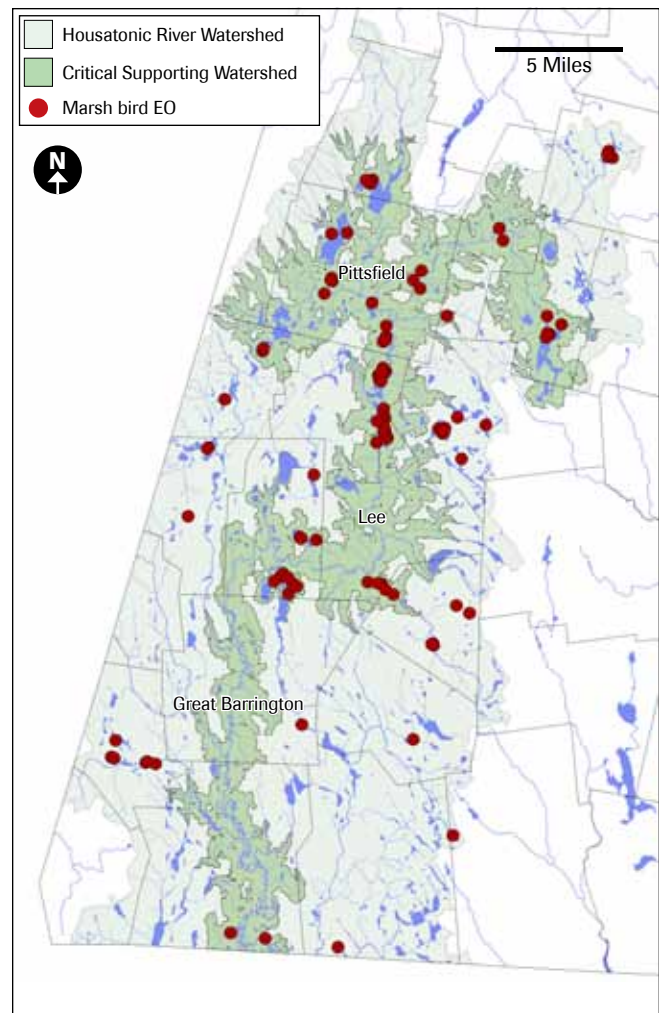 Housatonic River Watershed
Critical Supporting Watershed
Marsh bird EO
5 Miles
N
Pittsfield
Lee
Great Barrington